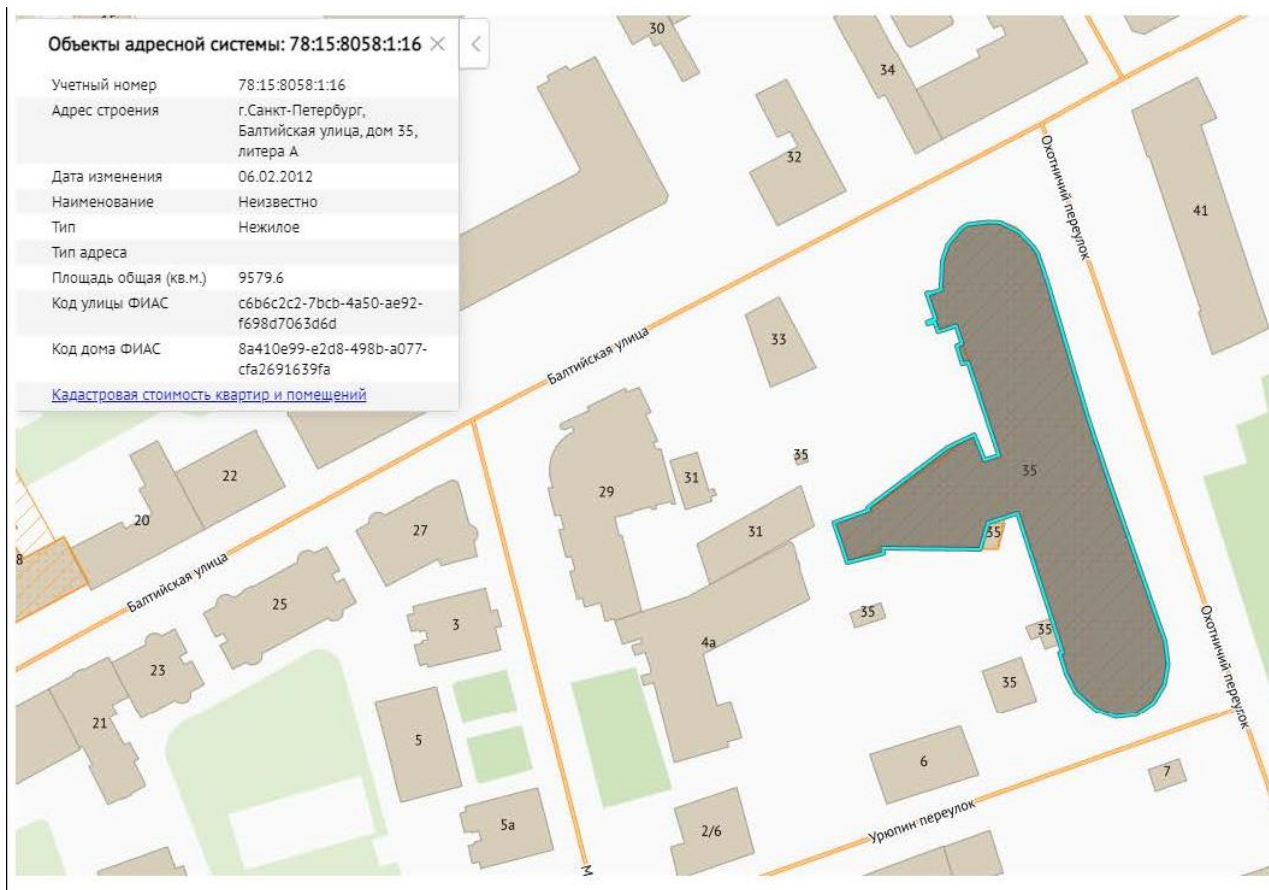 Объекты адресной системы: 78:15:8058:1:16
Учетный номер 78:15:8058:1:16
Адрес строения г.Санкт-Петербург,
Балтийская улица, дом 35,
литера А
Дата изменения 06.02.2012
Наименование Неизвестно
Тип Нежилое
Тип адреса
Площадь общая (кв.м.) 9579.6
Код улицы ФИАС c6b6c2c2-7bcb-4a50-ae92-
f698d7063d6d
Код дома ФИАС 8a410e99-e2d8-498b-a077-
cfa2691639fa
Кадастровая стоимость квартир и помещений
30
34
32
41
Охотничий переулок
Балтийская улица
33
35
22
20
29
31
35
27
31
35
8
Балтийская улица
25
3
4а
35
35
23
35
Охотничий переулок
21
5
6
7
5а
2/6
Урюпин переулок
М